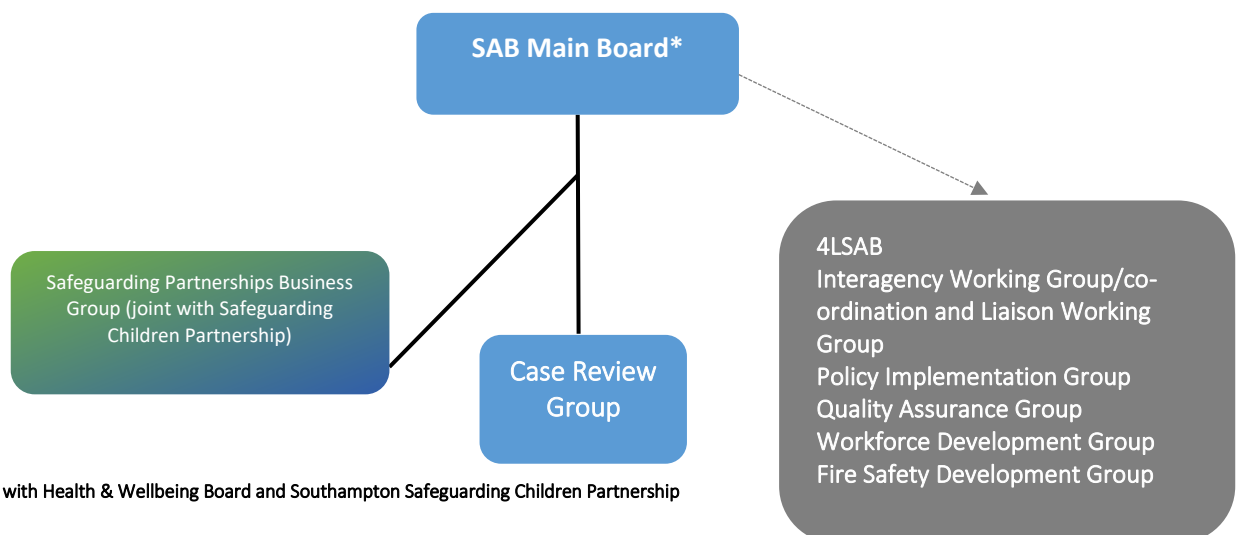 SAB Main Board*
Safeguarding Partnerships Business
Group (joint with Safeguarding
Children Partnership)
Case Review
Group
4LSAB
Interagency Working Group/co-
ordination and Liaison Working
Group
Policy Implementation Group
Quality Assurance Group
Workforce Development Group
Fire Safety Development Group
with Health & Wellbeing Board and Southampton Safeguarding Children Partnership